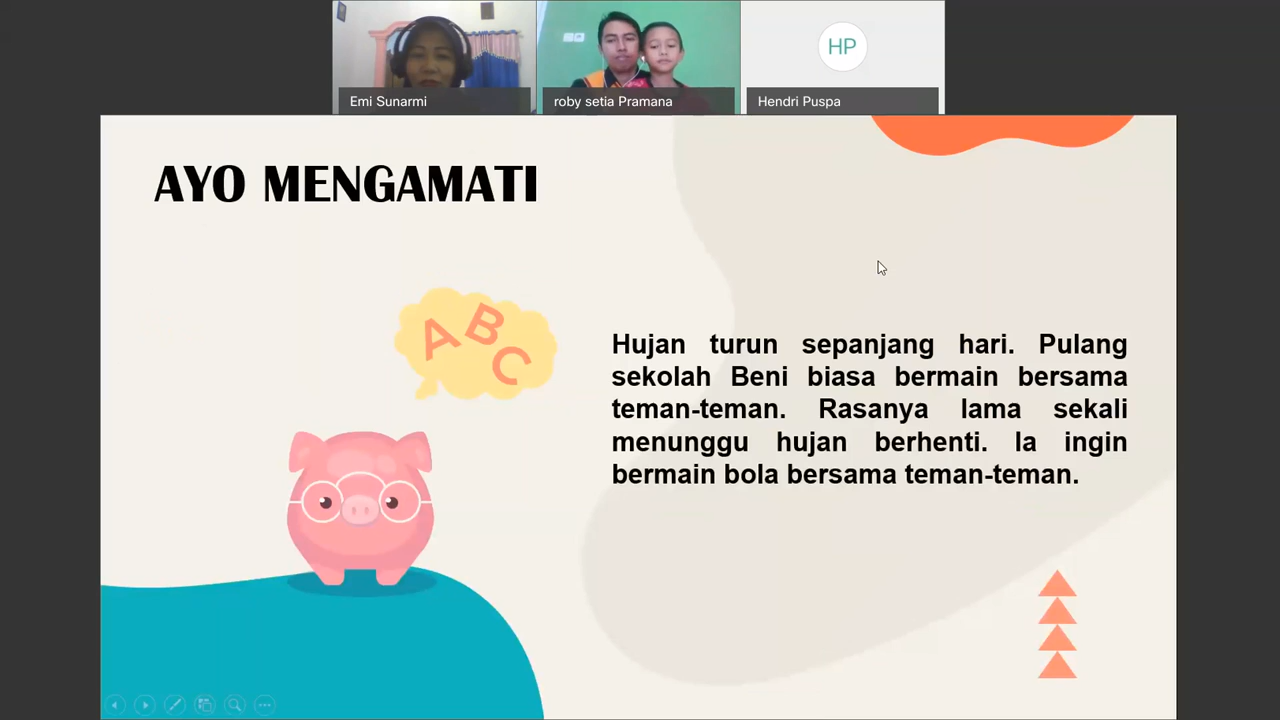 Emi Sunarmi
roby setia Pramana
Hendri Puspa
HP
AYO MENGAMATI
A B C
Hujan turun sepanjang hari. Pulang
sekolah Beni biasa bermain bersama
teman-teman. Rasanya lama sekali
menunggu hujan berhenti. Ia ingin
bermain bola bersama teman-teman.